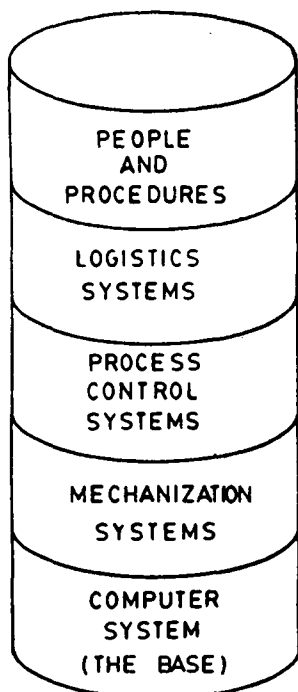 PEOPLE
AND
PROCEDURES
LOGISTICS
SYSTEMS
PROCESS
CONTROL
SYSTEMS
MECHANIZATION
SYSTEMS
COMPUTER
SYSTEM
(THE BASE)